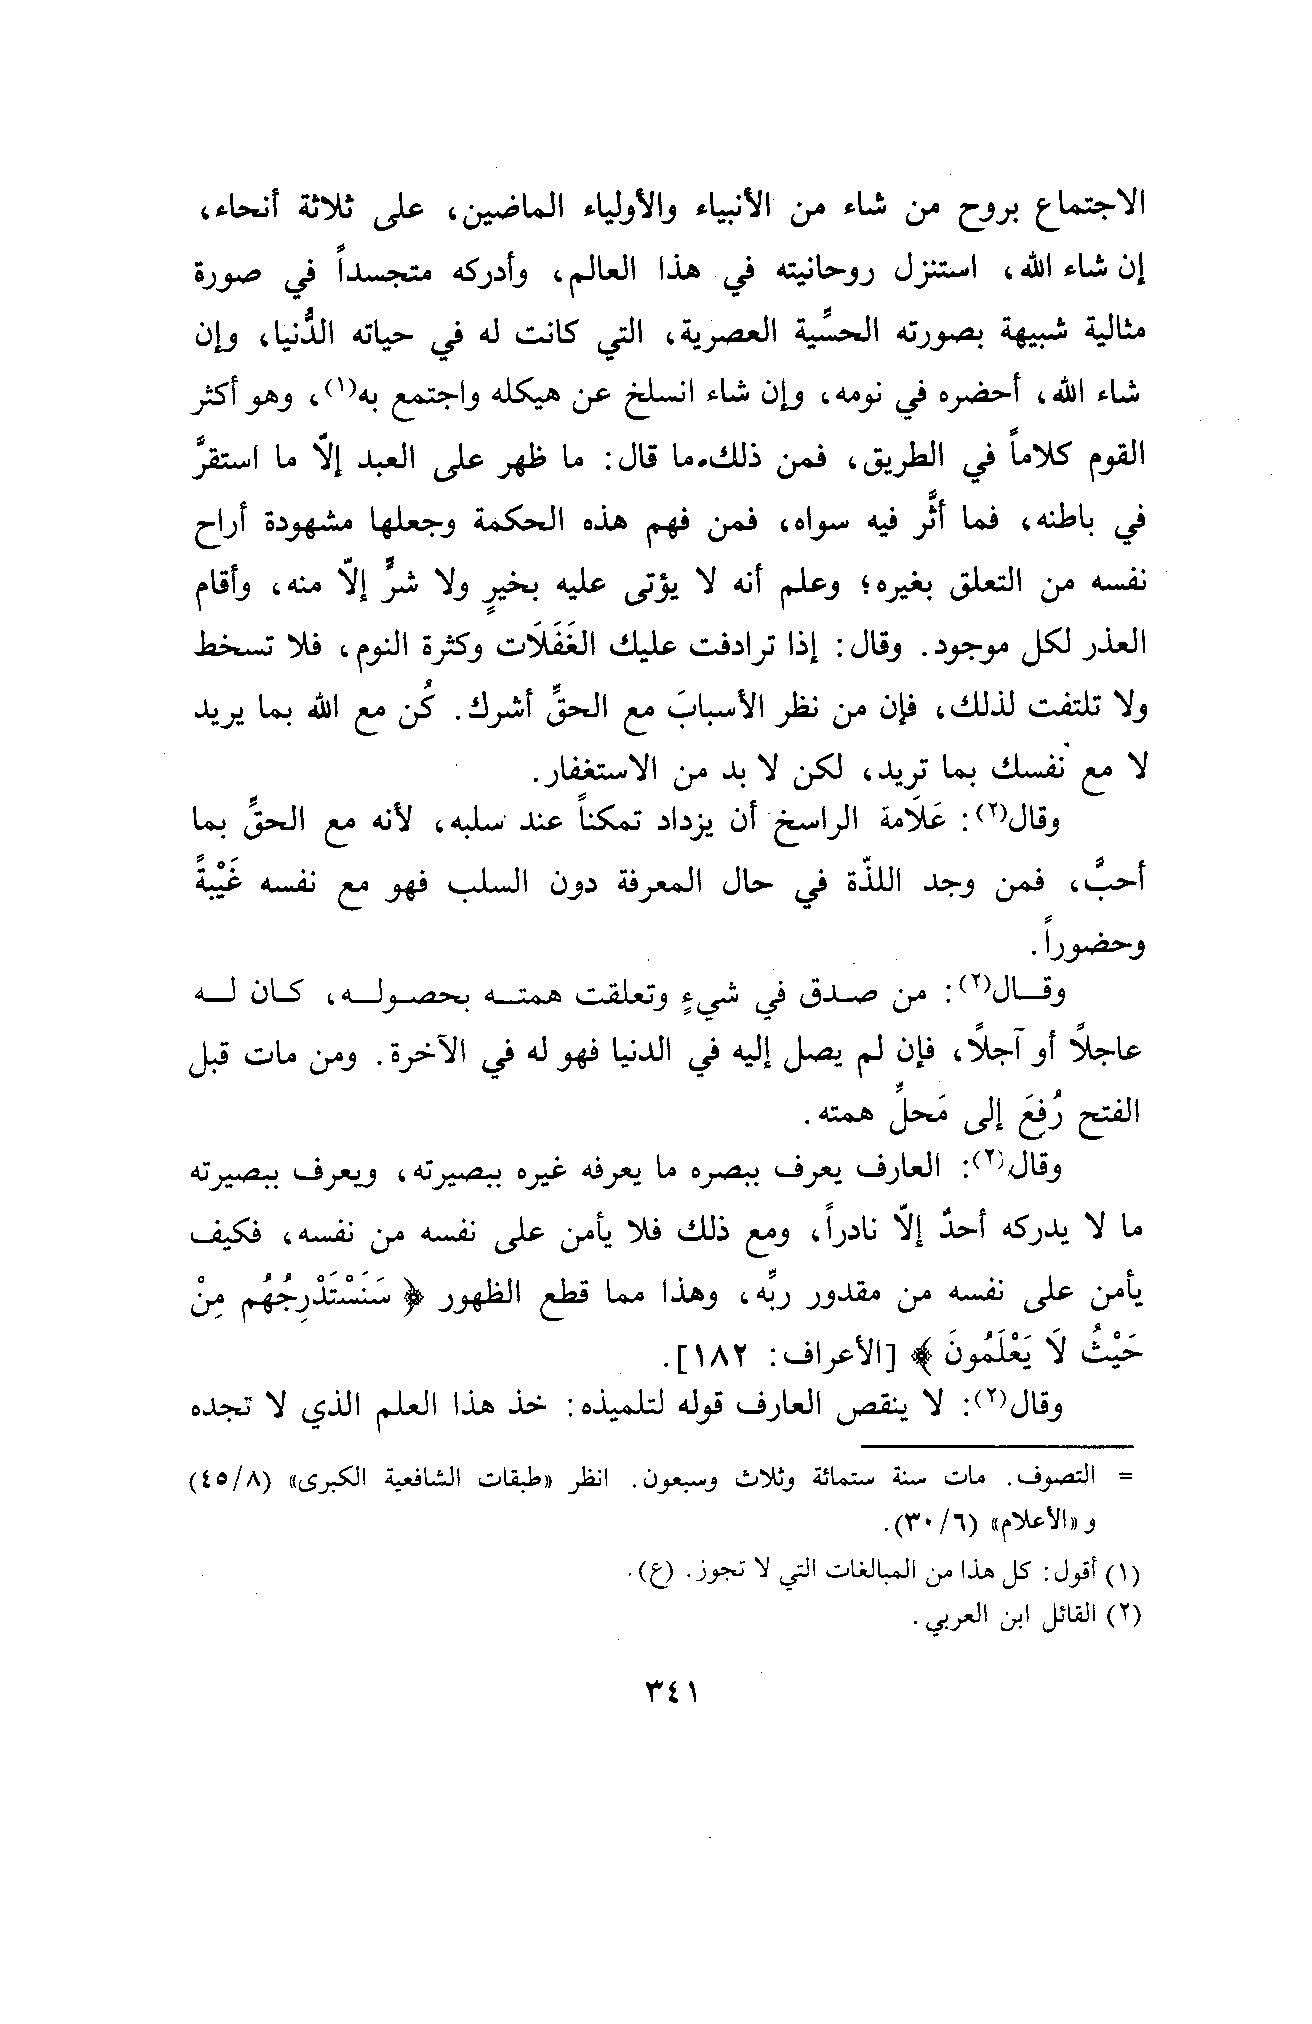 الاجتماع بروح من شاء من الأنبياء والأولياء الماضين، على ثلاثة أنحاء،
إن شاء الله، استنزل روحانيته في هذا العالم، وأدركه متجسداً في صورة
مثالية شبيهة بصورته الحسِّية العصرية، التي كانت له في حياته الدُّنيا، وإن
شاء الله، أحضره في نومه، وإن شاء انسلخ عن هيكله واجتمع به(١)، وهو أكثر
القوم كلاماً في الطريق، فمن ذلك ما قال: ما ظهر على العبد إلاّ ما استقرَّ
في باطنه، فما أثَّر فيه سواه، فمن فهم هذه الحكمة وجعلها مشهودة أراح
نفسه من التعلق بغيره؛ وعلم أنه لا يؤتى عليه بخيرٍ ولا شرٍّ إلاّ منه، وأقام
العذر لكل موجود. وقال: إذا ترادفت عليك الغَفَلَات وكثرة النوم، فلا تسخط
ولا تلتفت لذلك، فإن من نظر الأسبابَ مع الحقِّ أشرك. كُن مع الله بما يريد
لا مع نفسك بما تريد، لكن لا بد من الاستغفار.
وقال(٢): عَلَامة الراسخ أن يزداد تمكناً عند سلبه، لأنه مع الحقِّ بما
أحبَّ، فمن وجد اللذّة في حال المعرفة دون السلب فهو مع نفسه غَيْبةً
وحضوراً.
وقـال(٢): من صدق في شيءٍ وتعلقت همته بحصوله، كان له
عاجلاً أو آجلاً، فإن لم يصل إليه في الدنيا فهو له في الآخرة. ومن مات قبل
الفتح رُفِعَ إلى مَحلِّ همته.
وقال(٢): العارف يعرف ببصره ما يعرفه غيره ببصيرته، ويعرف ببصيرته
ما لا يدركه أحدٌ إلاّ نادراً، ومع ذلك فلا يأمن على نفسه من نفسه، فكيف
يأمن على نفسه من مقدور ربِّه، وهذا مما قطع الظهور ﴿ سَنَسْتَدْرِجُهُم مِنْ
حَيْثُ لَا يَعْلَمُونَ ﴾ [الأعراف: ١٨٢].
وقال(٢): لا ينقص العارف قوله لتلميذه: خذ هذا العلم الذي لا تجده
= التصوف. مات سنة ستمائة وثلاث وسبعون. انظر «طبقات الشافعية الكبرى» (٤٥/٨)
و «الأعلام» (٣٠/٦).
(١) أقول: كل هذا من المبالغات التي لا تجوز. (ع).
(٢) القائل ابن العربي.
٣٤١